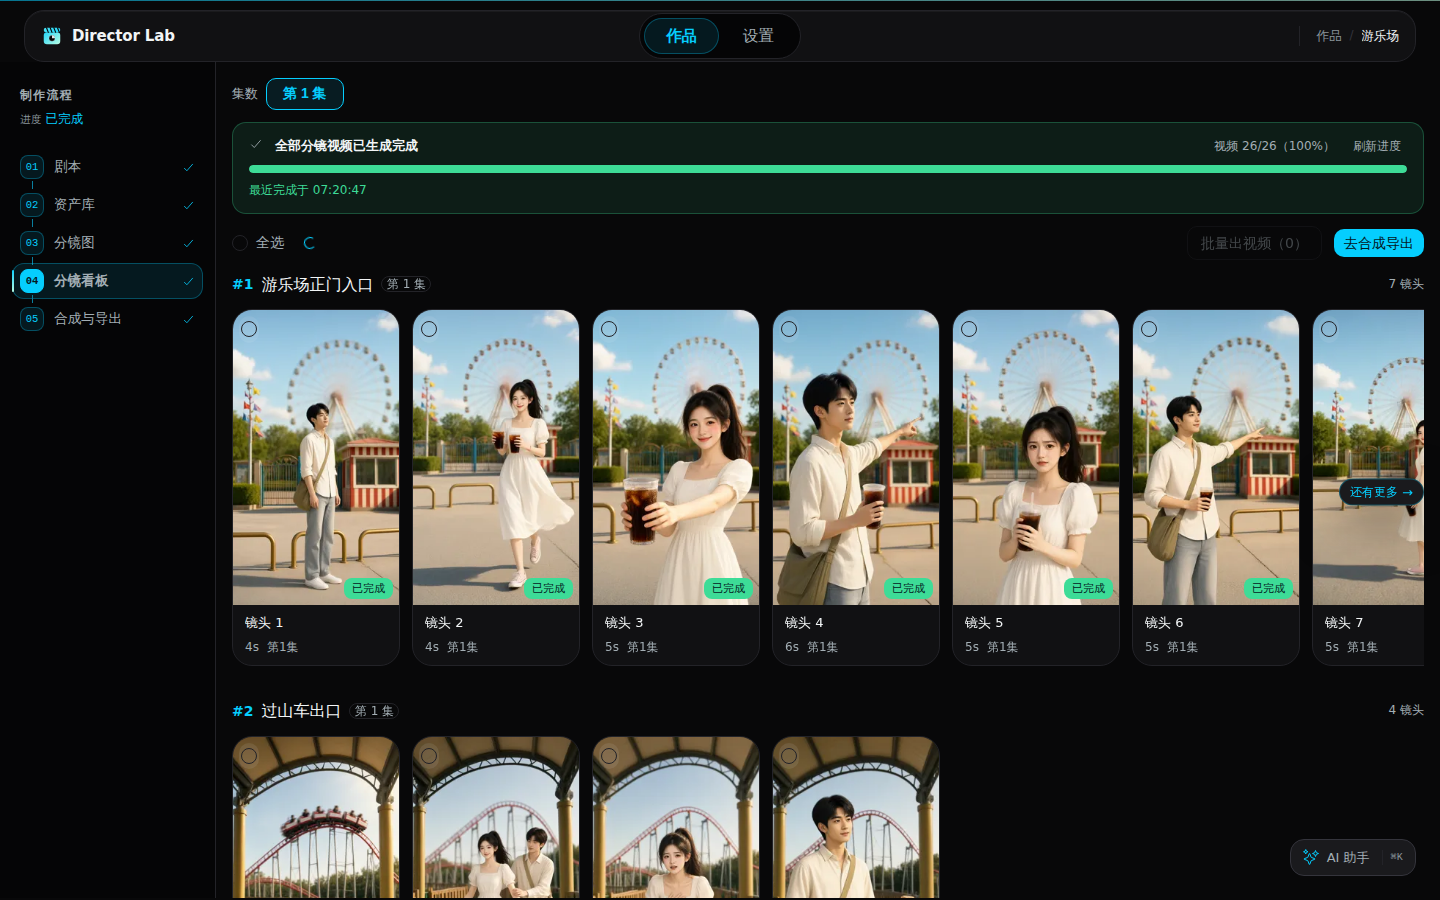 Director Lab
作品
设置
作品 / 游乐场
制作流程
进度 已完成
01 剧本
02 资产库
03 分镜图
04 分镜看板
05 合成与导出
集数 第 1 集
全部分镜视频已生成完成
视频 26/26（100%）
刷新进度
最近完成于 07:20:47
全选
批量出视频（0）
去合成导出
#1 游乐场正门入口 第 1 集
7 镜头
已完成
已完成
已完成
已完成
已完成
已完成
还有更多 →
镜头 1
4s 第1集
镜头 2
4s 第1集
镜头 3
5s 第1集
镜头 4
6s 第1集
镜头 5
5s 第1集
镜头 6
5s 第1集
镜头 7
5s 第1集
#2 过山车出口 第 1 集
4 镜头
AI 助手 ⌘K